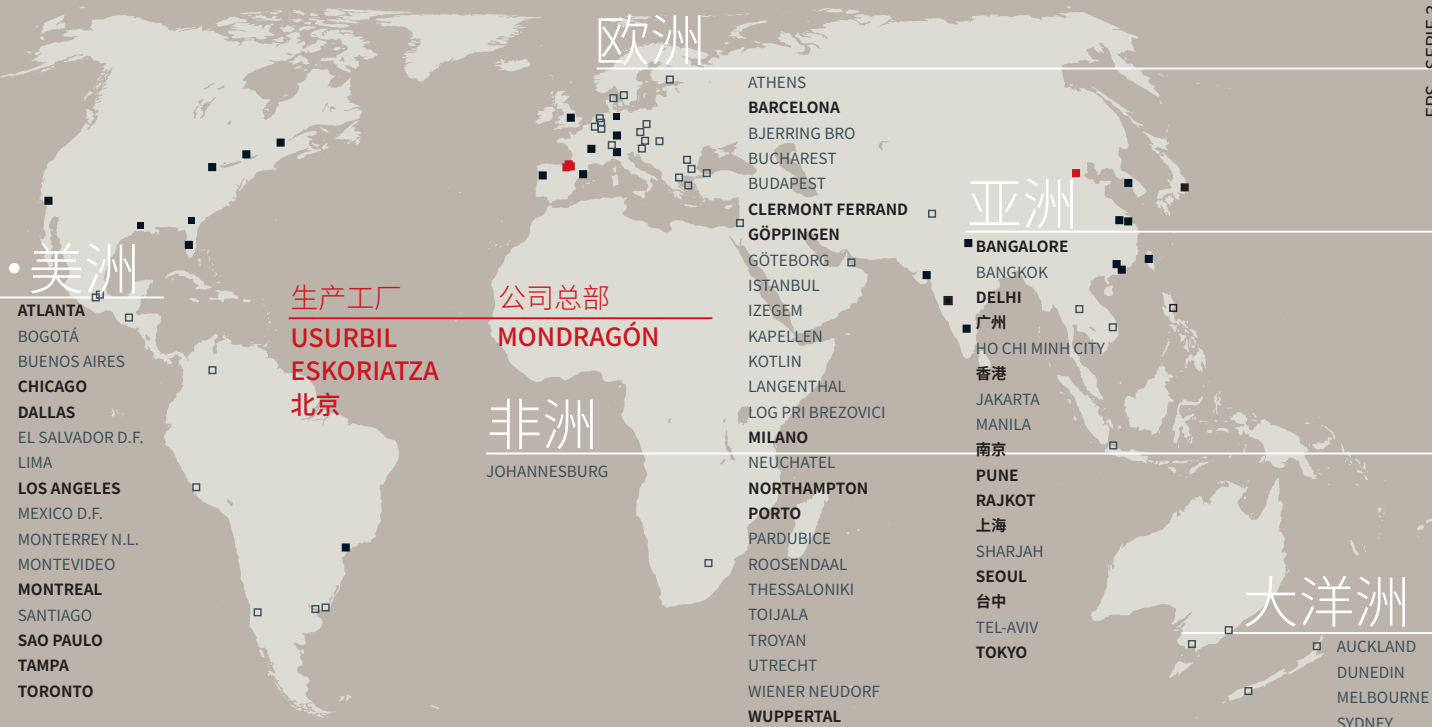 欧洲
ATHENS
BARCELONA
BJERRING BRO
BUCHAREST
BUDAPEST
CLERMONT FERRAND
GÖPPINGEN
GÖTEBORG
ISTANBUL
IZEGEM
KAPELLEN
KOTLIN
LANGENTHAL
LOG PRI BREZOVICI
MILANO
NEUCHATEL
NORTHAMPTON
PORTO
PARDUBICE
ROOSENDAAL
THESSALONIKI
TOIJALA
TROYAN
UTRECHT
WIENER NEUDORF
WUPPERTAL
亚洲
BANGALORE
BANGKOK
DELHI
广州
HO CHI MINH CITY
香港
JAKARTA
MANILA
南京
PUNE
RAJKOT
上海
SHARJAH
SEOUL
台中
TEL-AVIV
TOKYO
• 美洲
ATLANTA
BOGOTÁ
BUENOS AIRES
CHICAGO
DALLAS
EL SALVADOR D.F.
LIMA
LOS ANGELES
MEXICO D.F.
MONTERREY N.L.
MONTEVIDEO
MONTREAL
SANTIAGO
SAO PAULO
TAMPA
TORONTO
生产工厂
USURBIL
ESKORIATZA
北京
公司总部
MONDRAGÓN
非洲
JOHANNESBURG
大洋洲
AUCKLAND
DUNEDIN
MELBOURNE
SYDNEY